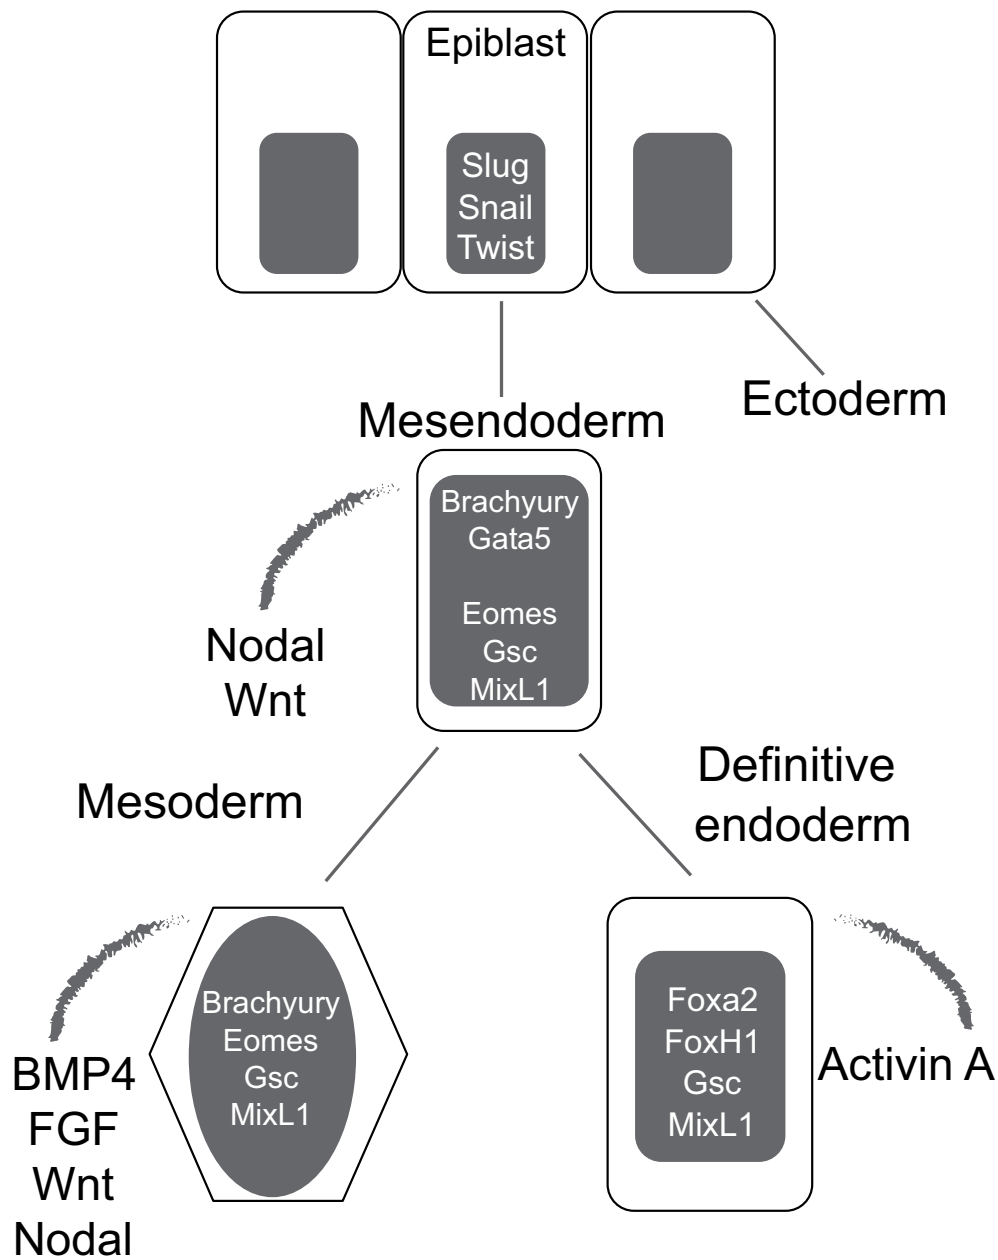 Epiblast
Slug
Snail
Twist
Ectoderm
Mesendoderm
Brachyury
Gata5
Eomes
Gsc
MixL1
Nodal
Wnt
Mesoderm
Definitive
endoderm
Brachyury
Eomes
Gsc
MixL1
BMP4
FGF
Wnt
Nodal
Foxa2
FoxH1
Gsc
MixL1
Activin A